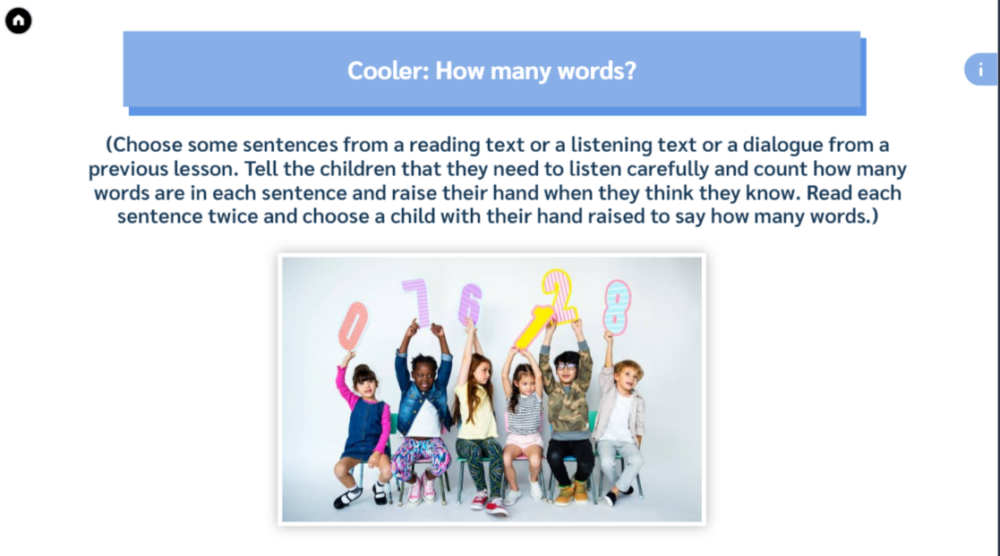 Cooler: How many words?
i
(Choose some sentences from a reading text or a listening text or a dialogue from a
previous lesson. Tell the children that they need to listen carefully and count how many
words are in each sentence and raise their hand when they think they know. Read each
sentence twice and choose a child with their hand raised to say how many words.)
0 7 6 1 2 8